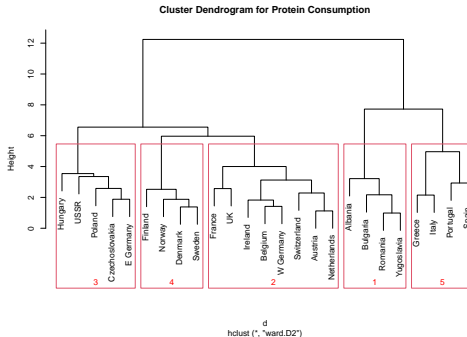 Cluster Dendrogram for Protein Consumption
Height
0 2 4 6 8 10 12
Hungary
USSR
Poland
Czechoslovakia
E Germany
Finland
Norway
Denmark
Sweden
France
UK
Ireland
Belgium
W Germany
Switzerland
Austria
Netherlands
Albania
Bulgaria
Romania
Yugoslavia
Greece
Italy
Portugal
Spain
3 4 2 1 5
d
hclust (*, "ward.D2")